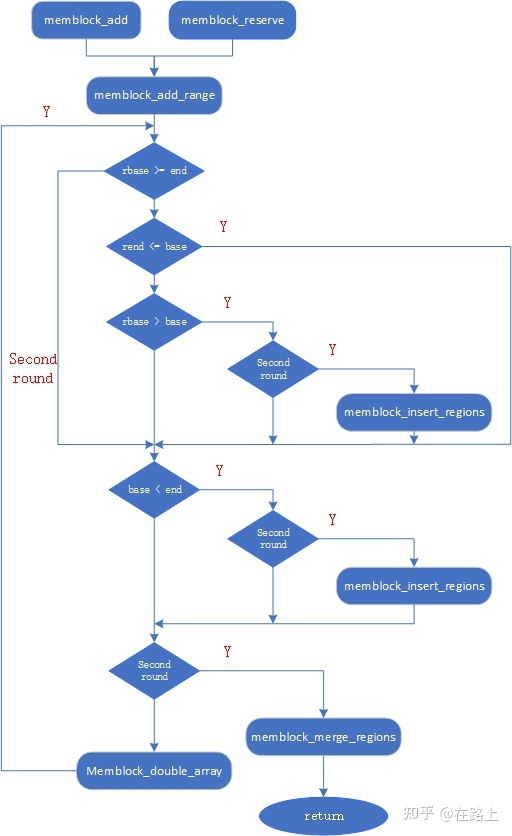 memblock_add
memblock_reserve
memblock_add_range
Y
rbase >= end
Y
rend <= base
Y
rbase > base
Y
Second
round
Second
round
memblock_insert_regions
Y
base < end
Y
Second
round
memblock_insert_regions
Y
Second
round
memblock_merge_regions
Memblock_double_array
return
知乎 @在路上